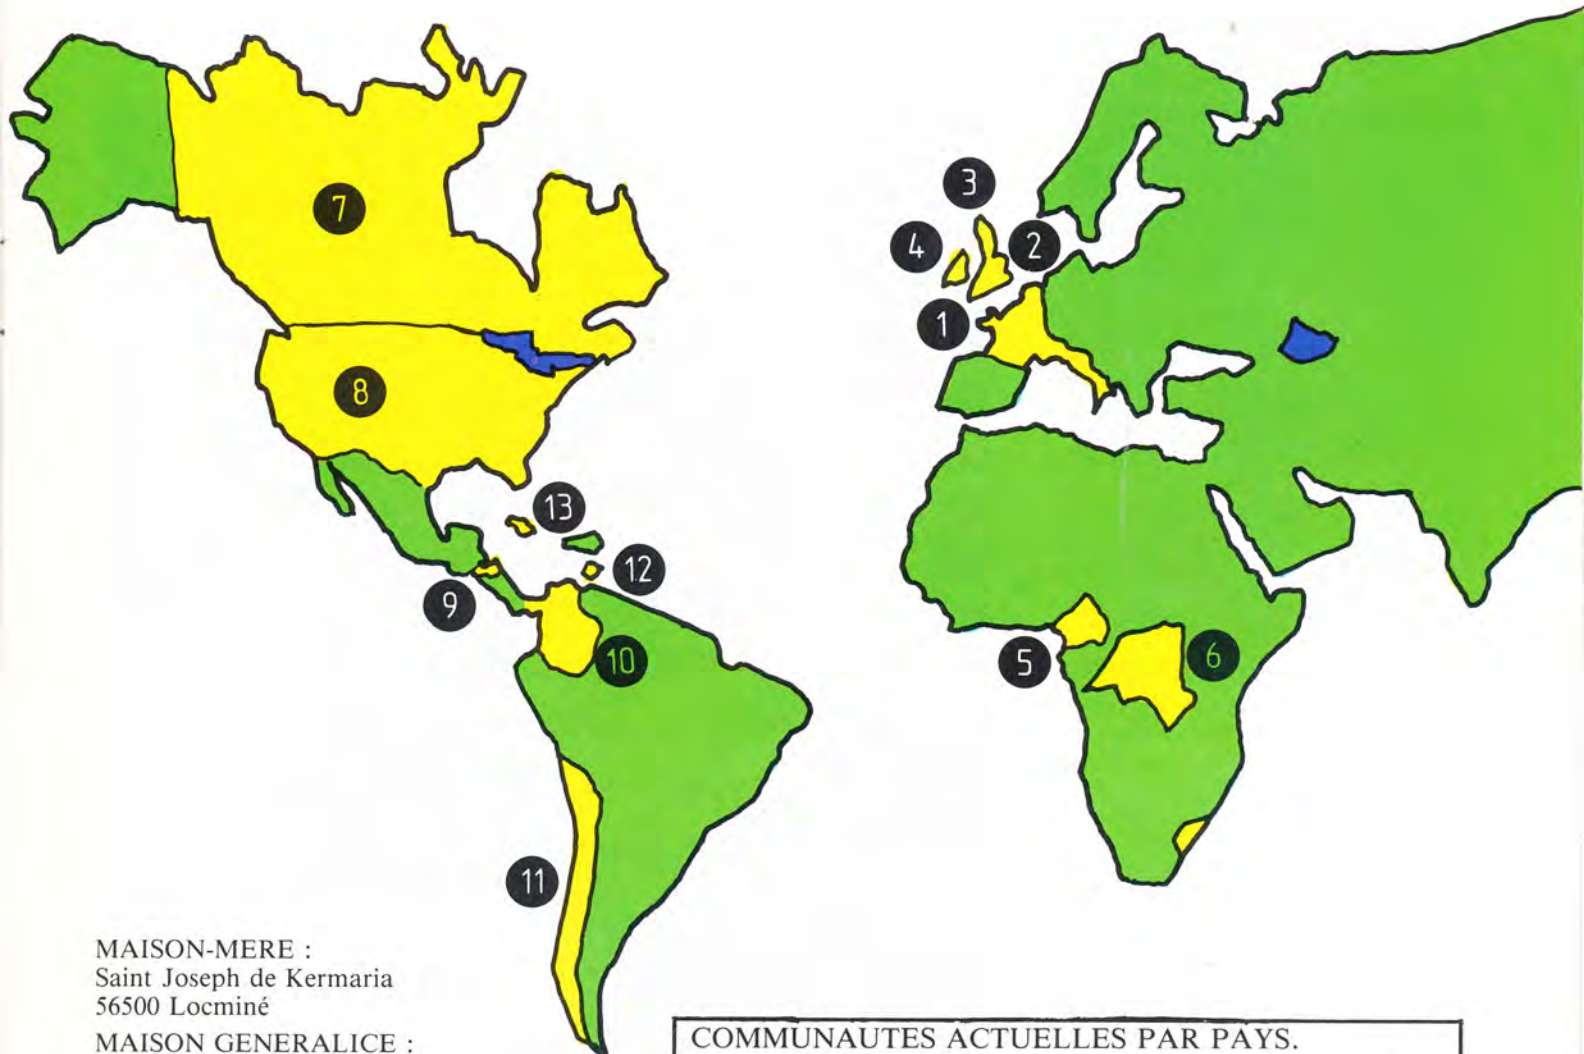 7
3
4
2
1
8
13
12
9
5
6
10
11
MAISON-MERE :
Saint Joseph de Kermaria
56500 Locminé
MAISON GENERALICE :
COMMUNAUTES ACTUELLES PAR PAYS.